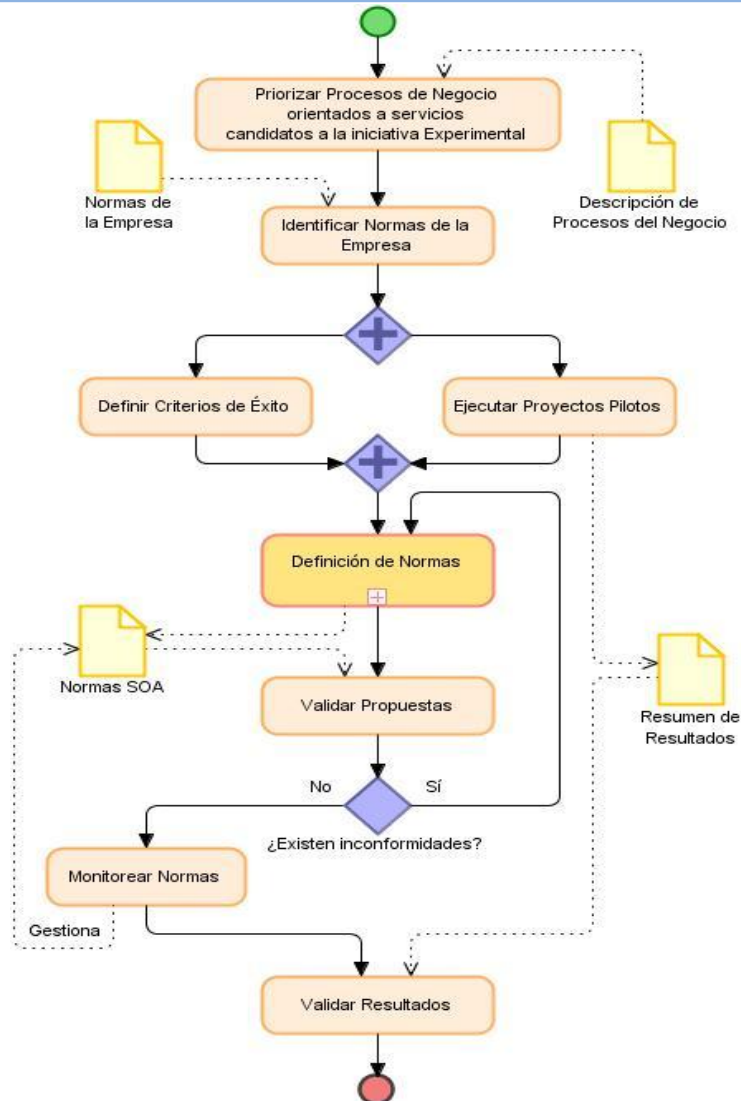 Priorizar Procesos de Negocio
orientados a servicios
candidatos a la iniciativa Experimental
Normas de
la Empresa
Descripción de
Procesos del Negocio
Identificar Normas de la
Empresa
Definir Criterios de Éxito
Ejecutar Proyectos Pilotos
Definición de Normas
Normas SOA
Validar Propuestas
Resumen de
Resultados
No
Sí
¿Existen inconformidades?
Monitorear Normas
Gestiona
Validar Resultados